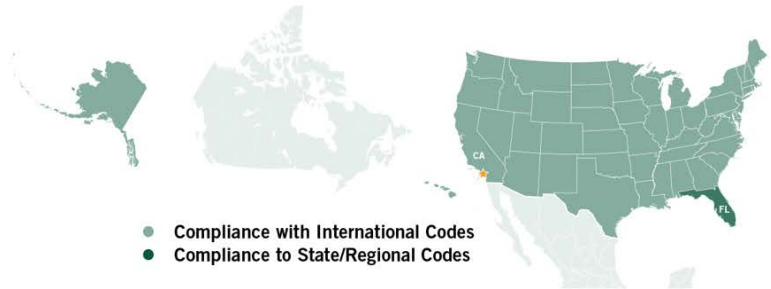 CA
FL
Compliance with International Codes
Compliance to State/Regional Codes